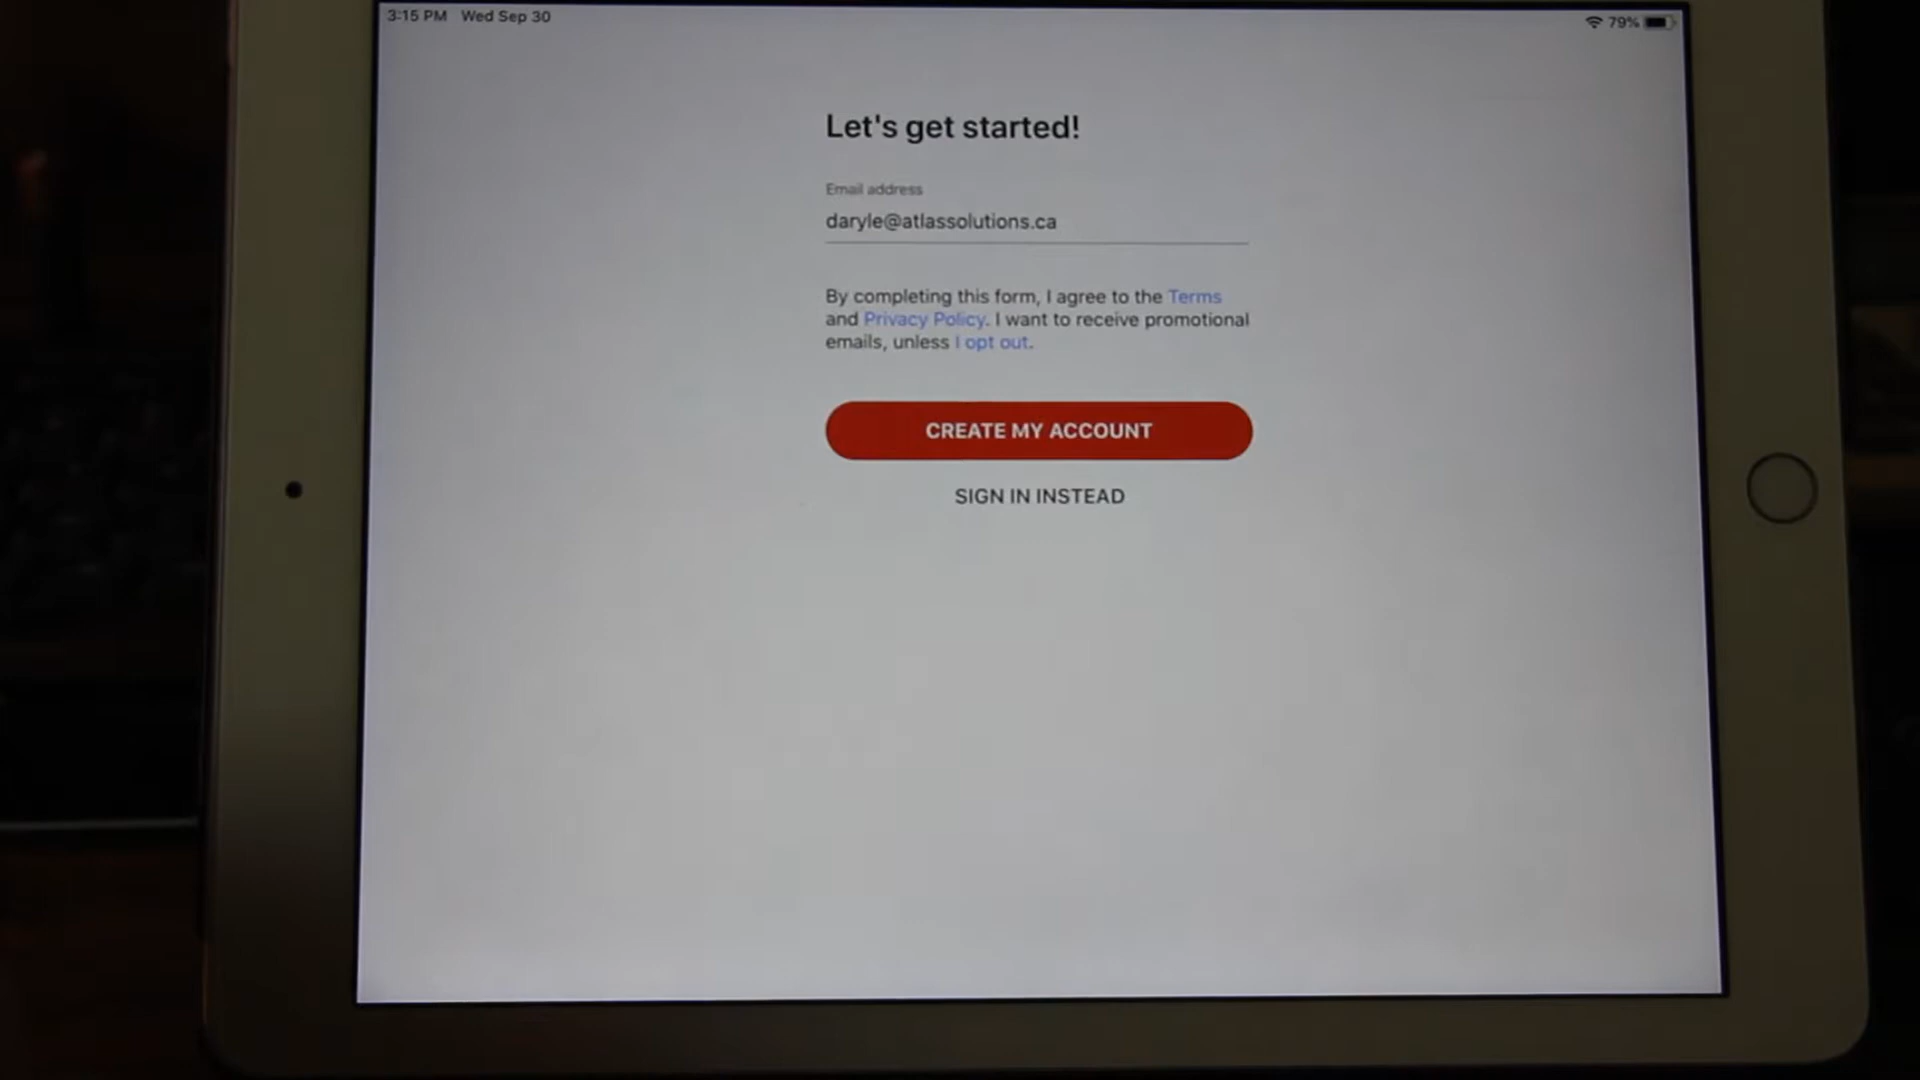 3:15 PM Wed Sep 30
79%
Let's get started!
Email address
daryle@atlassolutions.ca
By completing this form, I agree to the Terms
and Privacy Policy. I want to receive promotional
emails, unless I opt out.
CREATE MY ACCOUNT
SIGN IN INSTEAD